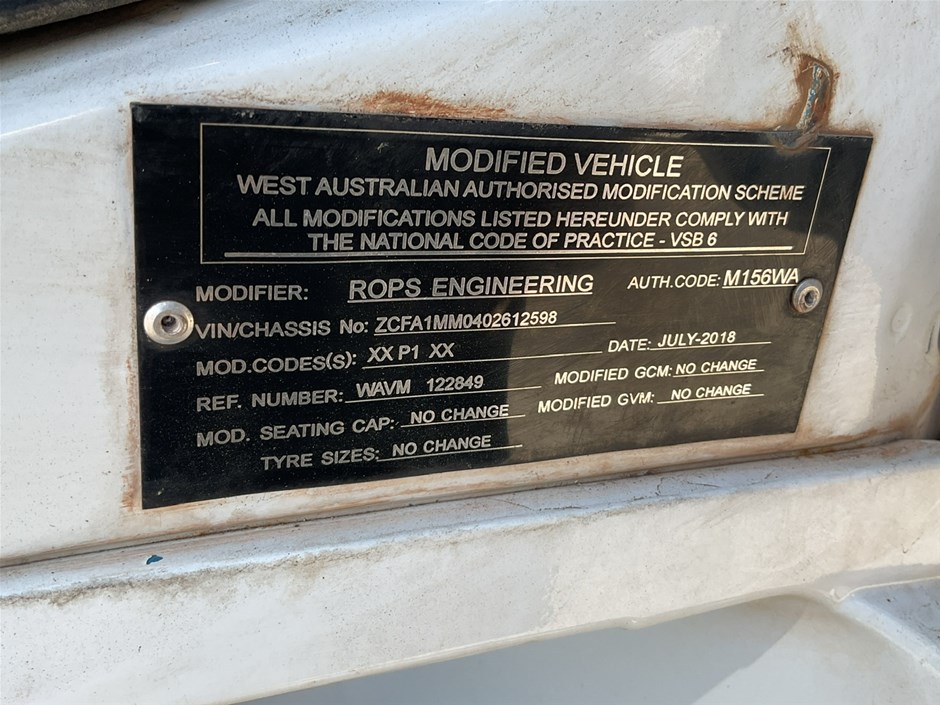 MODIFIED VEHICLE
WEST AUSTRALIAN AUTHORISED MODIFICATION SCHEME
ALL MODIFICATIONS LISTED HEREUNDER COMPLY WITH
THE NATIONAL CODE OF PRACTICE - VSB 6
MODIFIER: ROPS ENGINEERING AUTH.CODE: M156WA
VIN/CHASSIS No: ZCFA1MM0402612598
MOD.CODES(S): XX P1 XX DATE: JULY-2018
REF. NUMBER: WAVM 122849 MODIFIED GCM: NO CHANGE
MOD. SEATING CAP: NO CHANGE MODIFIED GVM: NO CHANGE
TYRE SIZES: NO CHANGE